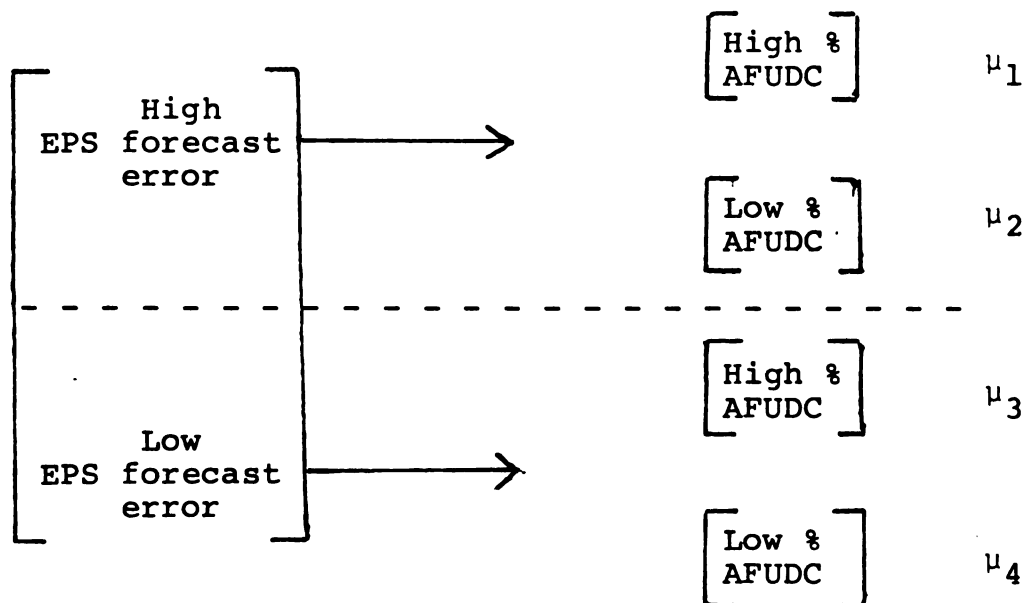 High %
AFUDC
μ1
High
EPS forecast
error
Low %
AFUDC
μ2
High %
AFUDC
μ3
Low
EPS forecast
error
Low %
AFUDC
μ4